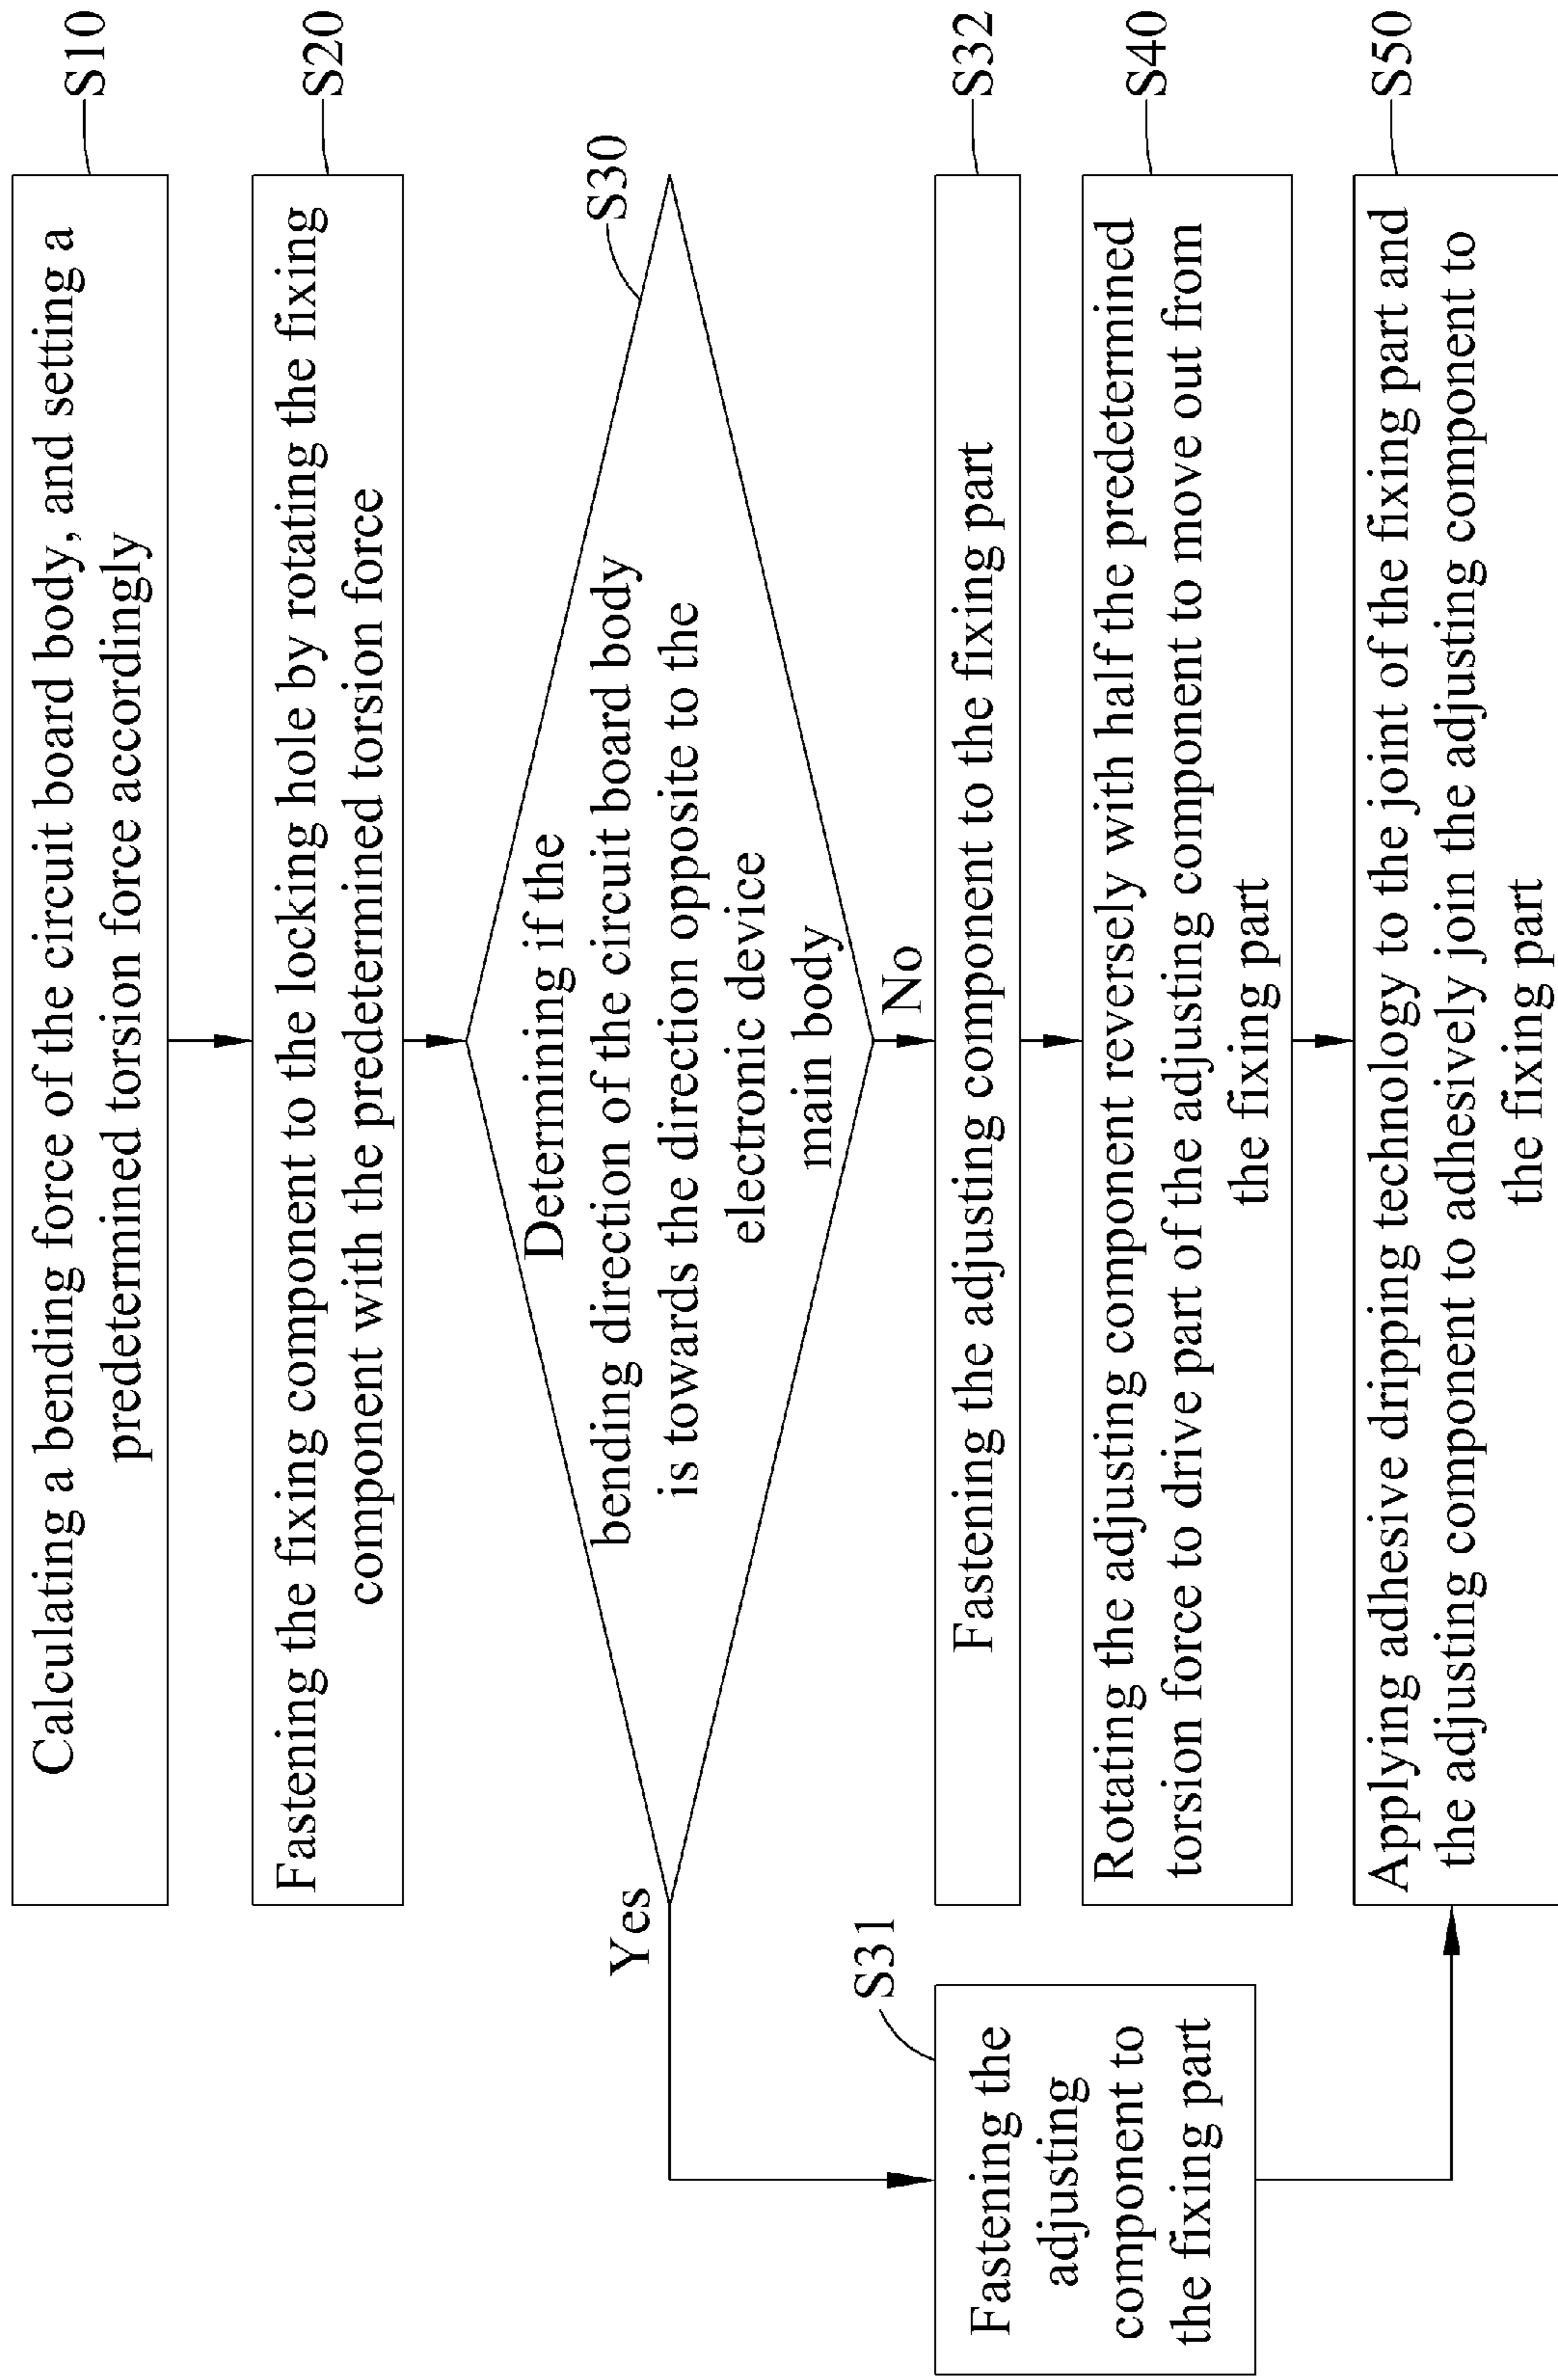 Calculating a bending force of the circuit board body, and setting a
predetermined torsion force accordingly
S10
Fastening the fixing component to the locking hole by rotating the fixing
component with the predetermined torsion force
S20
Determining if the
bending direction of the circuit board body
is towards the direction opposite to the
electronic device
main body
S30
Yes
No
Fastening the
adjusting
component to
the fixing part
S31
Fastening the adjusting component to the fixing part
S32
Rotating the adjusting component reversely with half the predetermined
torsion force to drive part of the adjusting component to move out from
the fixing part
S40
Applying adhesive dripping technology to the joint of the fixing part and
the adjusting component to adhesively join the adjusting component to
the fixing part
S50